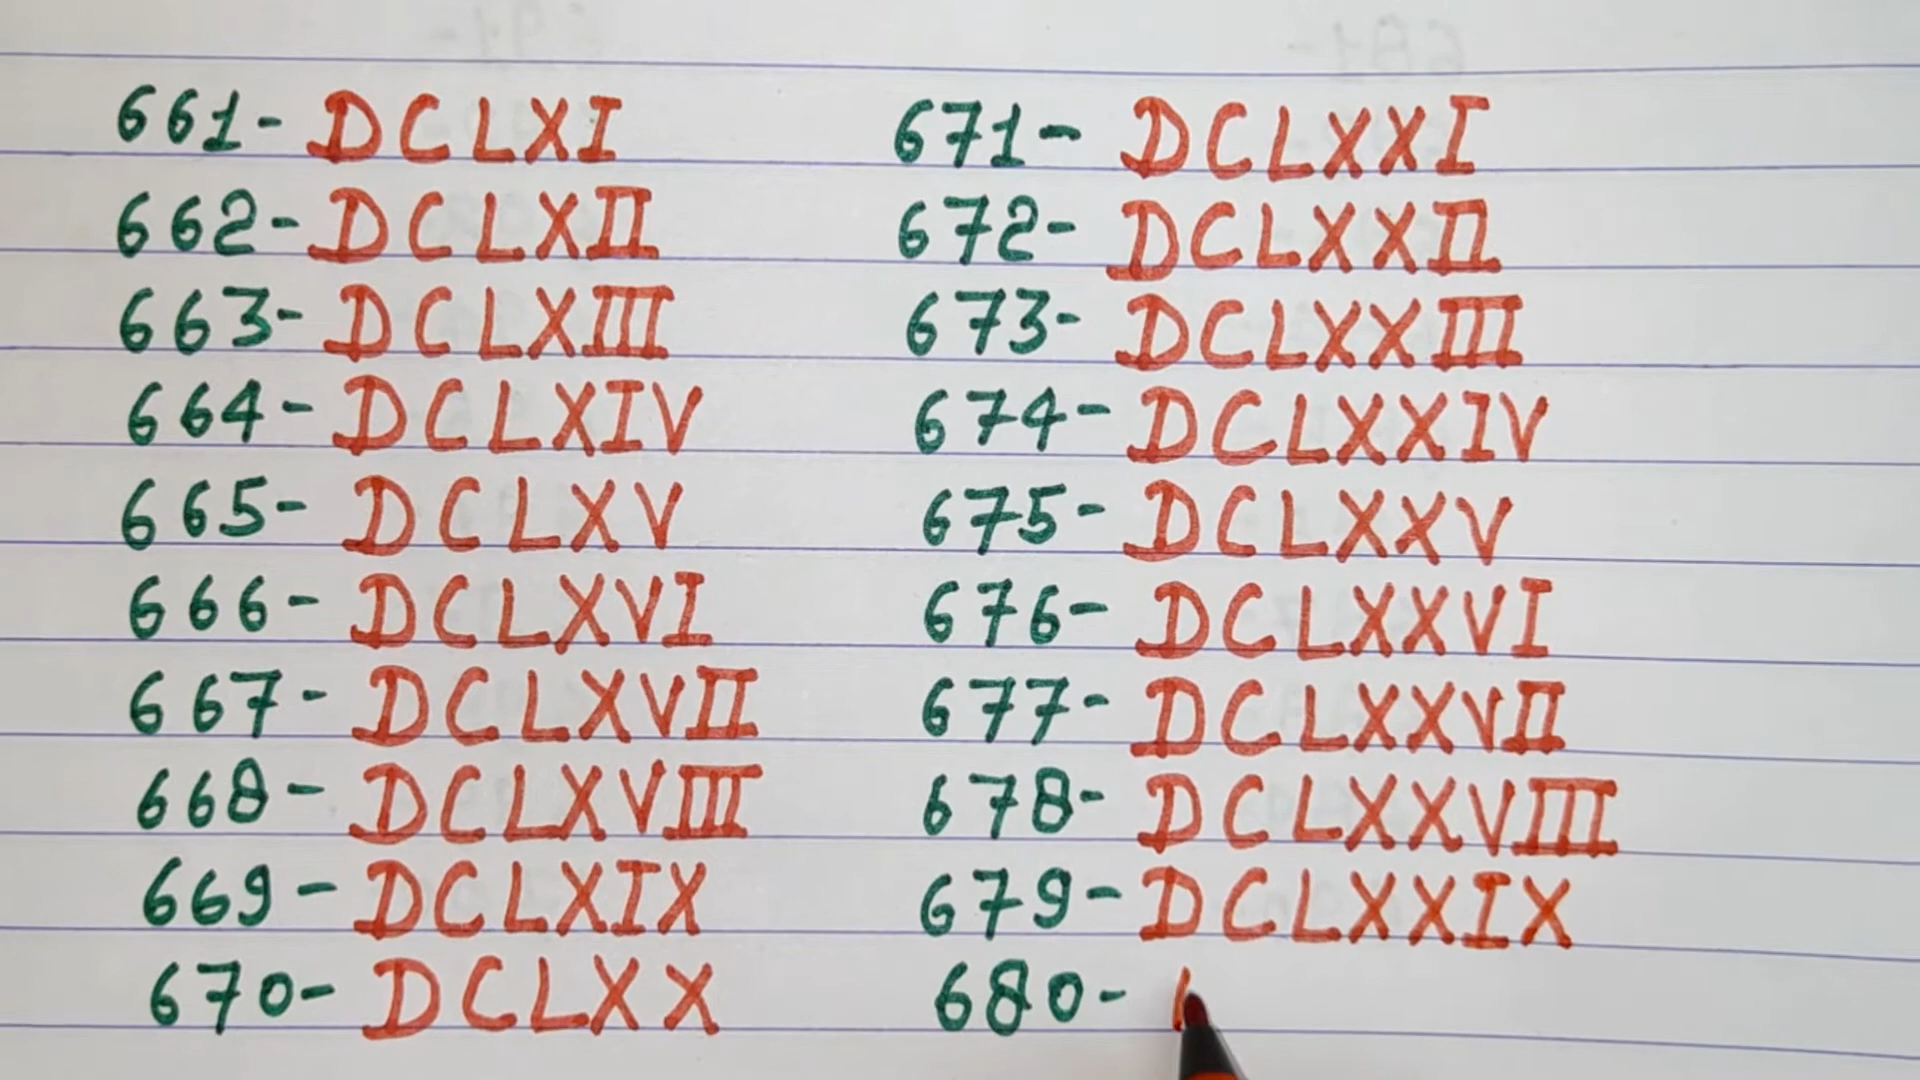 661- DCLXI
662- DCLXII
663- DCLXIII
664- DCLXIV
665- DCLXV
666- DCLXVI
667- DCLXVII
668- DCLXVIII
669- DCLXIX
670- DCLXX
671- DCLXXI
672- DCLXXII
673- DCLXXIII
674- DCLXXIV
675- DCLXXV
676- DCLXXVI
677- DCLXXVII
678- DCLXXVIII
679- DCLXXIX
680-